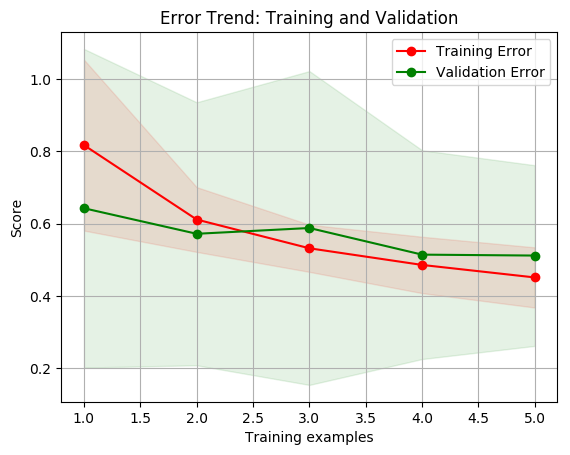 Error Trend: Training and Validation
Training Error
Validation Error
Score
1.0
0.8
0.6
0.4
0.2
1.0 1.5 2.0 2.5 3.0 3.5 4.0 4.5 5.0
Training examples